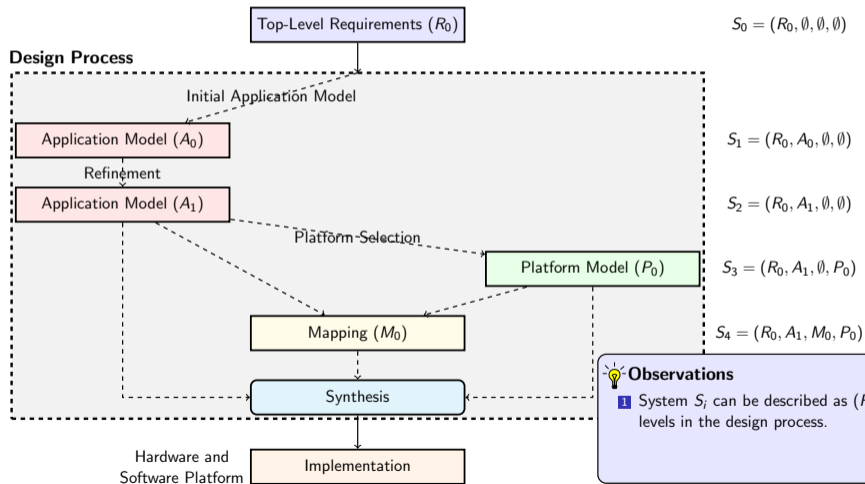 Top-Level Requirements (R₀)
S₀ = (R₀, ∅, ∅, ∅)
Design Process
Initial Application Model
Application Model (A₀)
S₁ = (R₀, A₀, ∅, ∅)
Refinement
Application Model (A₁)
S₂ = (R₀, A₁, ∅, ∅)
Platform Selection
Platform Model (P₀)
S₃ = (R₀, A₁, ∅, P₀)
Mapping (M₀)
S₄ = (R₀, A₁, M₀, P₀)
Observations
1 System Sᵢ can be described as (
levels in the design process.
Synthesis
Hardware and
Software Platform
Implementation